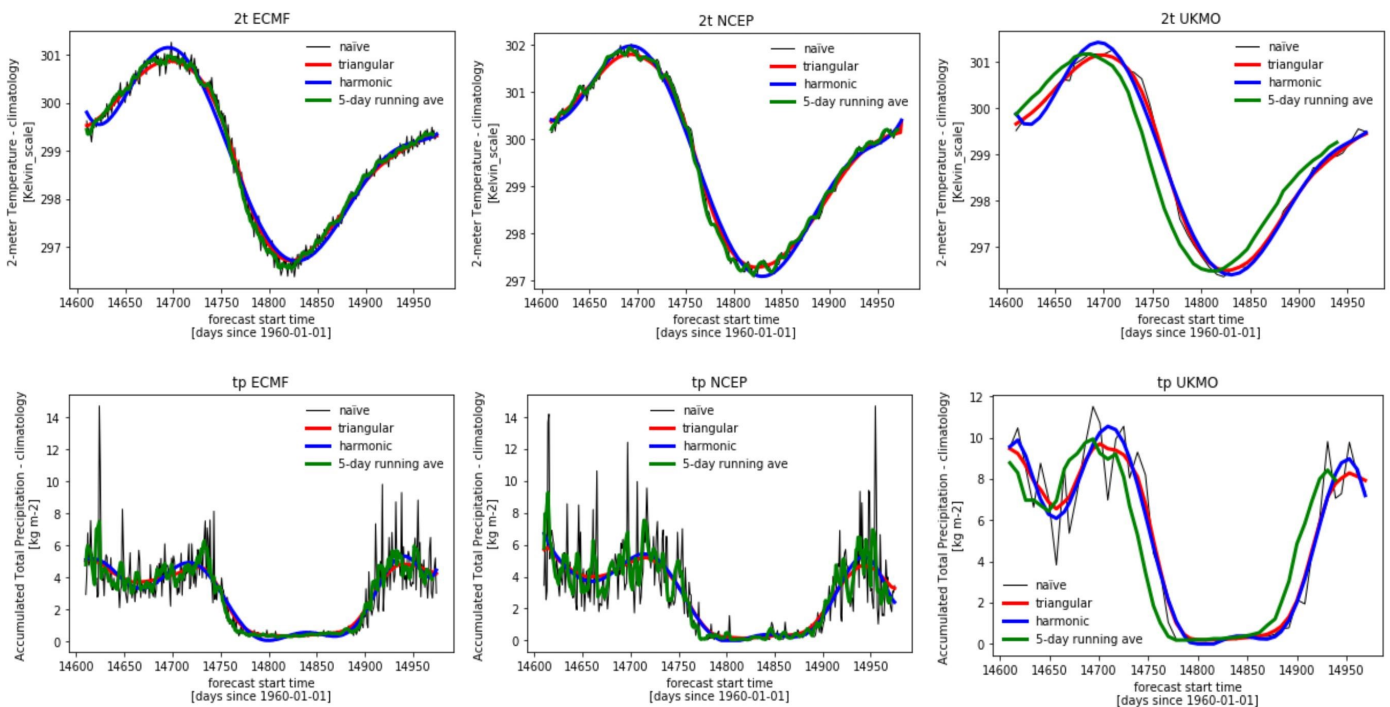 2t ECMF
2-meter Temperature - climatology
[Kelvin_scale]
301
300
299
298
297
naïve
triangular
harmonic
5-day running ave
14600 14650 14700 14750 14800 14850 14900 14950
forecast start time
[days since 1960-01-01]
2t NCEP
2-meter Temperature - climatology
[Kelvin_scale]
302
301
300
299
298
297
naïve
triangular
harmonic
5-day running ave
14600 14650 14700 14750 14800 14850 14900 14950
forecast start time
[days since 1960-01-01]
2t UKMO
2-meter Temperature - climatology
[Kelvin_scale]
301
300
299
298
297
naïve
triangular
harmonic
5-day running ave
14600 14650 14700 14750 14800 14850 14900 14950
forecast start time
[days since 1960-01-01]
tp ECMF
Accumulated Total Precipitation - climatology
[kg m-2]
14
12
10
8
6
4
2
0
naïve
triangular
harmonic
5-day running ave
14600 14650 14700 14750 14800 14850 14900 14950
forecast start time
[days since 1960-01-01]
tp NCEP
Accumulated Total Precipitation - climatology
[kg m-2]
14
12
10
8
6
4
2
0
naïve
triangular
harmonic
5-day running ave
14600 14650 14700 14750 14800 14850 14900 14950
forecast start time
[days since 1960-01-01]
tp UKMO
Accumulated Total Precipitation - climatology
[kg m-2]
12
10
8
6
4
2
0
naïve
triangular
harmonic
5-day running ave
14600 14650 14700 14750 14800 14850 14900 14950
forecast start time
[days since 1960-01-01]